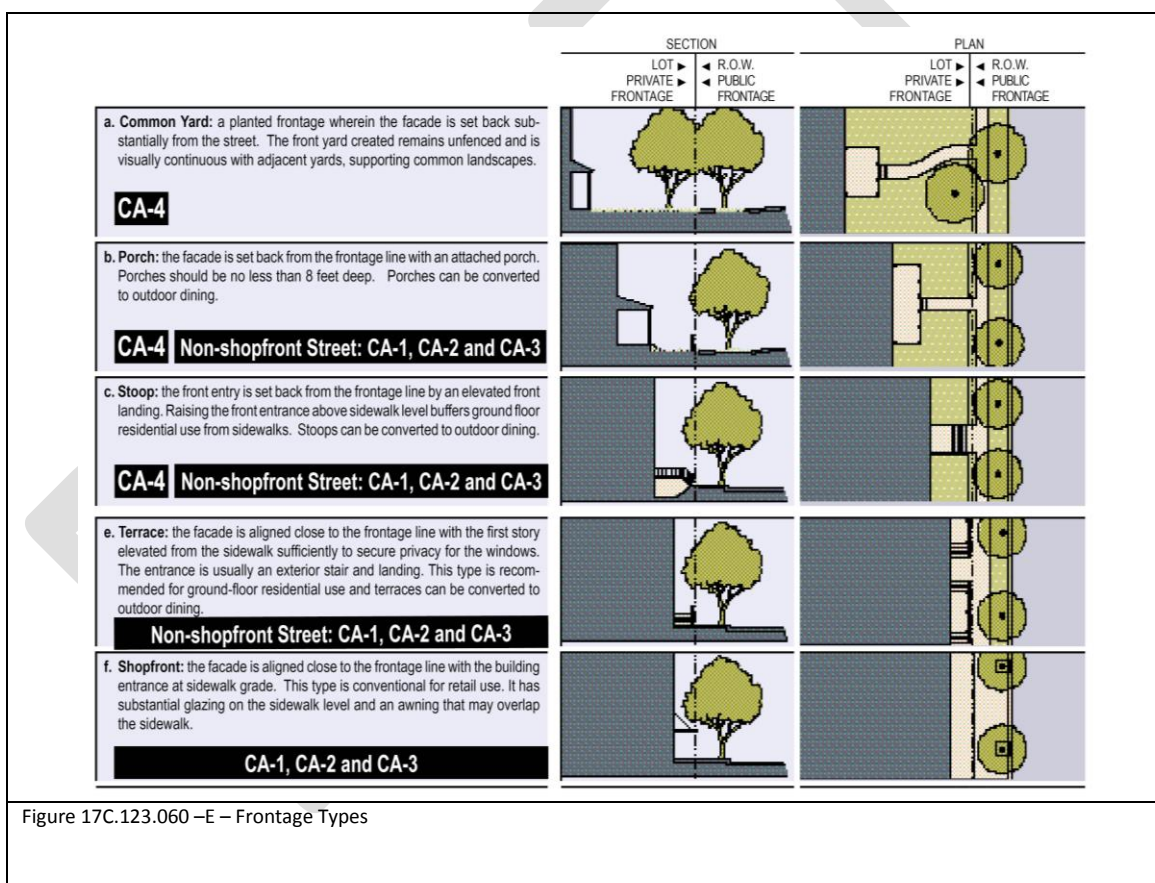 SECTION
PLAN
LOT ► ◄ R.O.W.
PRIVATE ► ◄ PUBLIC
FRONTAGE FRONTAGE
LOT ► ◄ R.O.W.
PRIVATE ► ◄ PUBLIC
FRONTAGE FRONTAGE
a. Common Yard: a planted frontage wherein the facade is set back sub-
stantially from the street. The front yard created remains unfenced and is
visually continuous with adjacent yards, supporting common landscapes.
CA-4
b. Porch: the facade is set back from the frontage line with an attached porch.
Porches should be no less than 8 feet deep. Porches can be converted
to outdoor dining.
CA-4 Non-shopfront Street: CA-1, CA-2 and CA-3
c. Stoop: the front entry is set back from the frontage line by an elevated front
landing. Raising the front entrance above sidewalk level buffers ground floor
residential use from sidewalks. Stoops can be converted to outdoor dining.
CA-4 Non-shopfront Street: CA-1, CA-2 and CA-3
e. Terrace: the facade is aligned close to the frontage line with the first story
elevated from the sidewalk sufficiently to secure privacy for the windows.
The entrance is usually an exterior stair and landing. This type is recom-
mended for ground-floor residential use and terraces can be converted to
outdoor dining.
Non-shopfront Street: CA-1, CA-2 and CA-3
f. Shopfront: the facade is aligned close to the frontage line with the building
entrance at sidewalk grade. This type is conventional for retail use. It has
substantial glazing on the sidewalk level and an awning that may overlap
the sidewalk.
CA-1, CA-2 and CA-3
Figure 17C.123.060 –E – Frontage Types